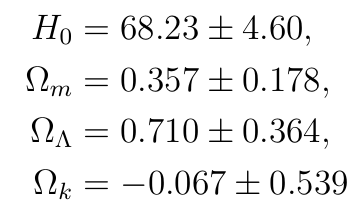 H₀ = 68.23 ± 4.60,
Ωₘ = 0.357 ± 0.178,
Ω_Λ = 0.710 ± 0.364,
Ωₖ = −0.067 ± 0.539